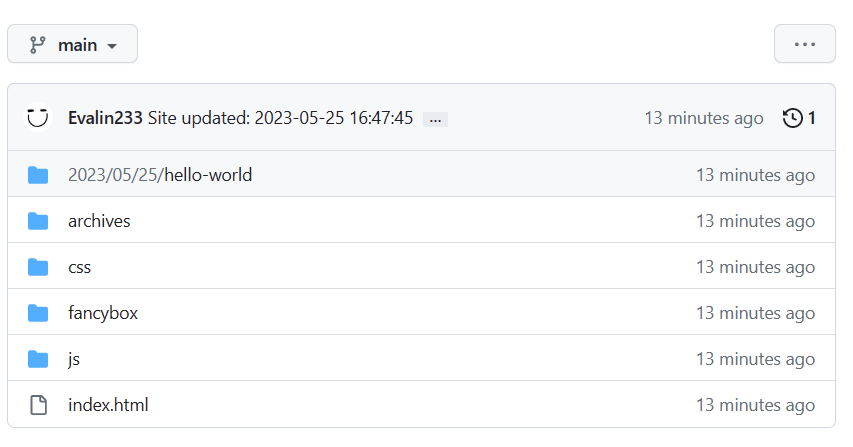 main
...
Evalin233 Site updated: 2023-05-25 16:47:45 ... 13 minutes ago 1
2023/05/25/hello-world 13 minutes ago
archives 13 minutes ago
css 13 minutes ago
fancybox 13 minutes ago
js 13 minutes ago
index.html 13 minutes ago